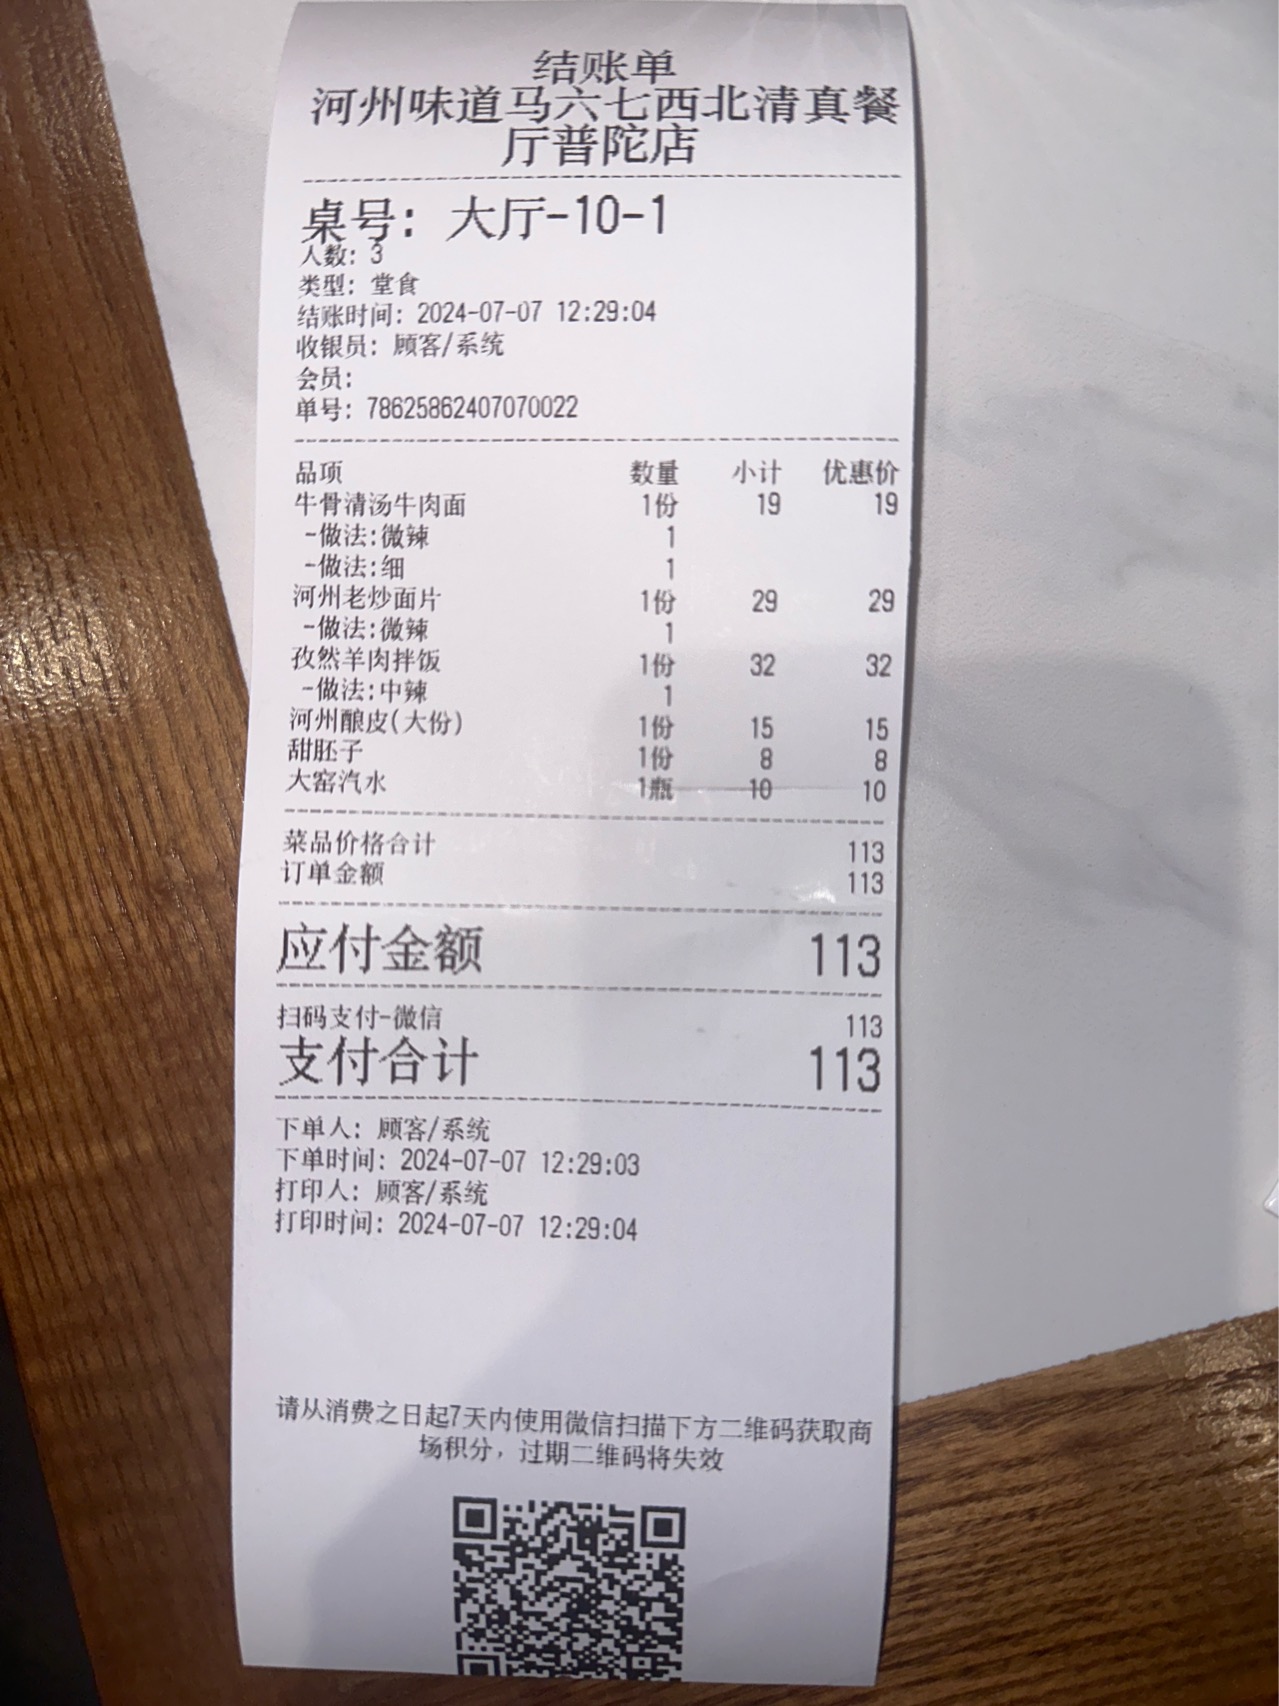 结账单
河州味道马六七西北清真餐
厅普陀店
桌号: 大厅-10-1
人数: 3
类型: 堂食
结账时间: 2024-07-07 12:29:04
收银员: 顾客/系统
会员:
单号: 78625862407070022
品项 数量 小计 优惠价
牛骨清汤牛肉面 1份 19 19
-做法:微辣 1
-做法:细 1
河州老炒面片 1份 29 29
-做法:微辣 1
孜然羊肉拌饭 1份 32 32
-做法:中辣 1
河州酿皮(大份) 1份 15 15
甜胚子 1份 8 8
大窑汽水 1瓶 10 10
菜品价格合计 113
订单金额 113
应付金额 113
扫码支付-微信 113
支付合计 113
下单人: 顾客/系统
下单时间: 2024-07-07 12:29:03
打印人: 顾客/系统
打印时间: 2024-07-07 12:29:04
请从消费之日起7天内使用微信扫描下方二维码获取商
场积分，过期二维码将失效